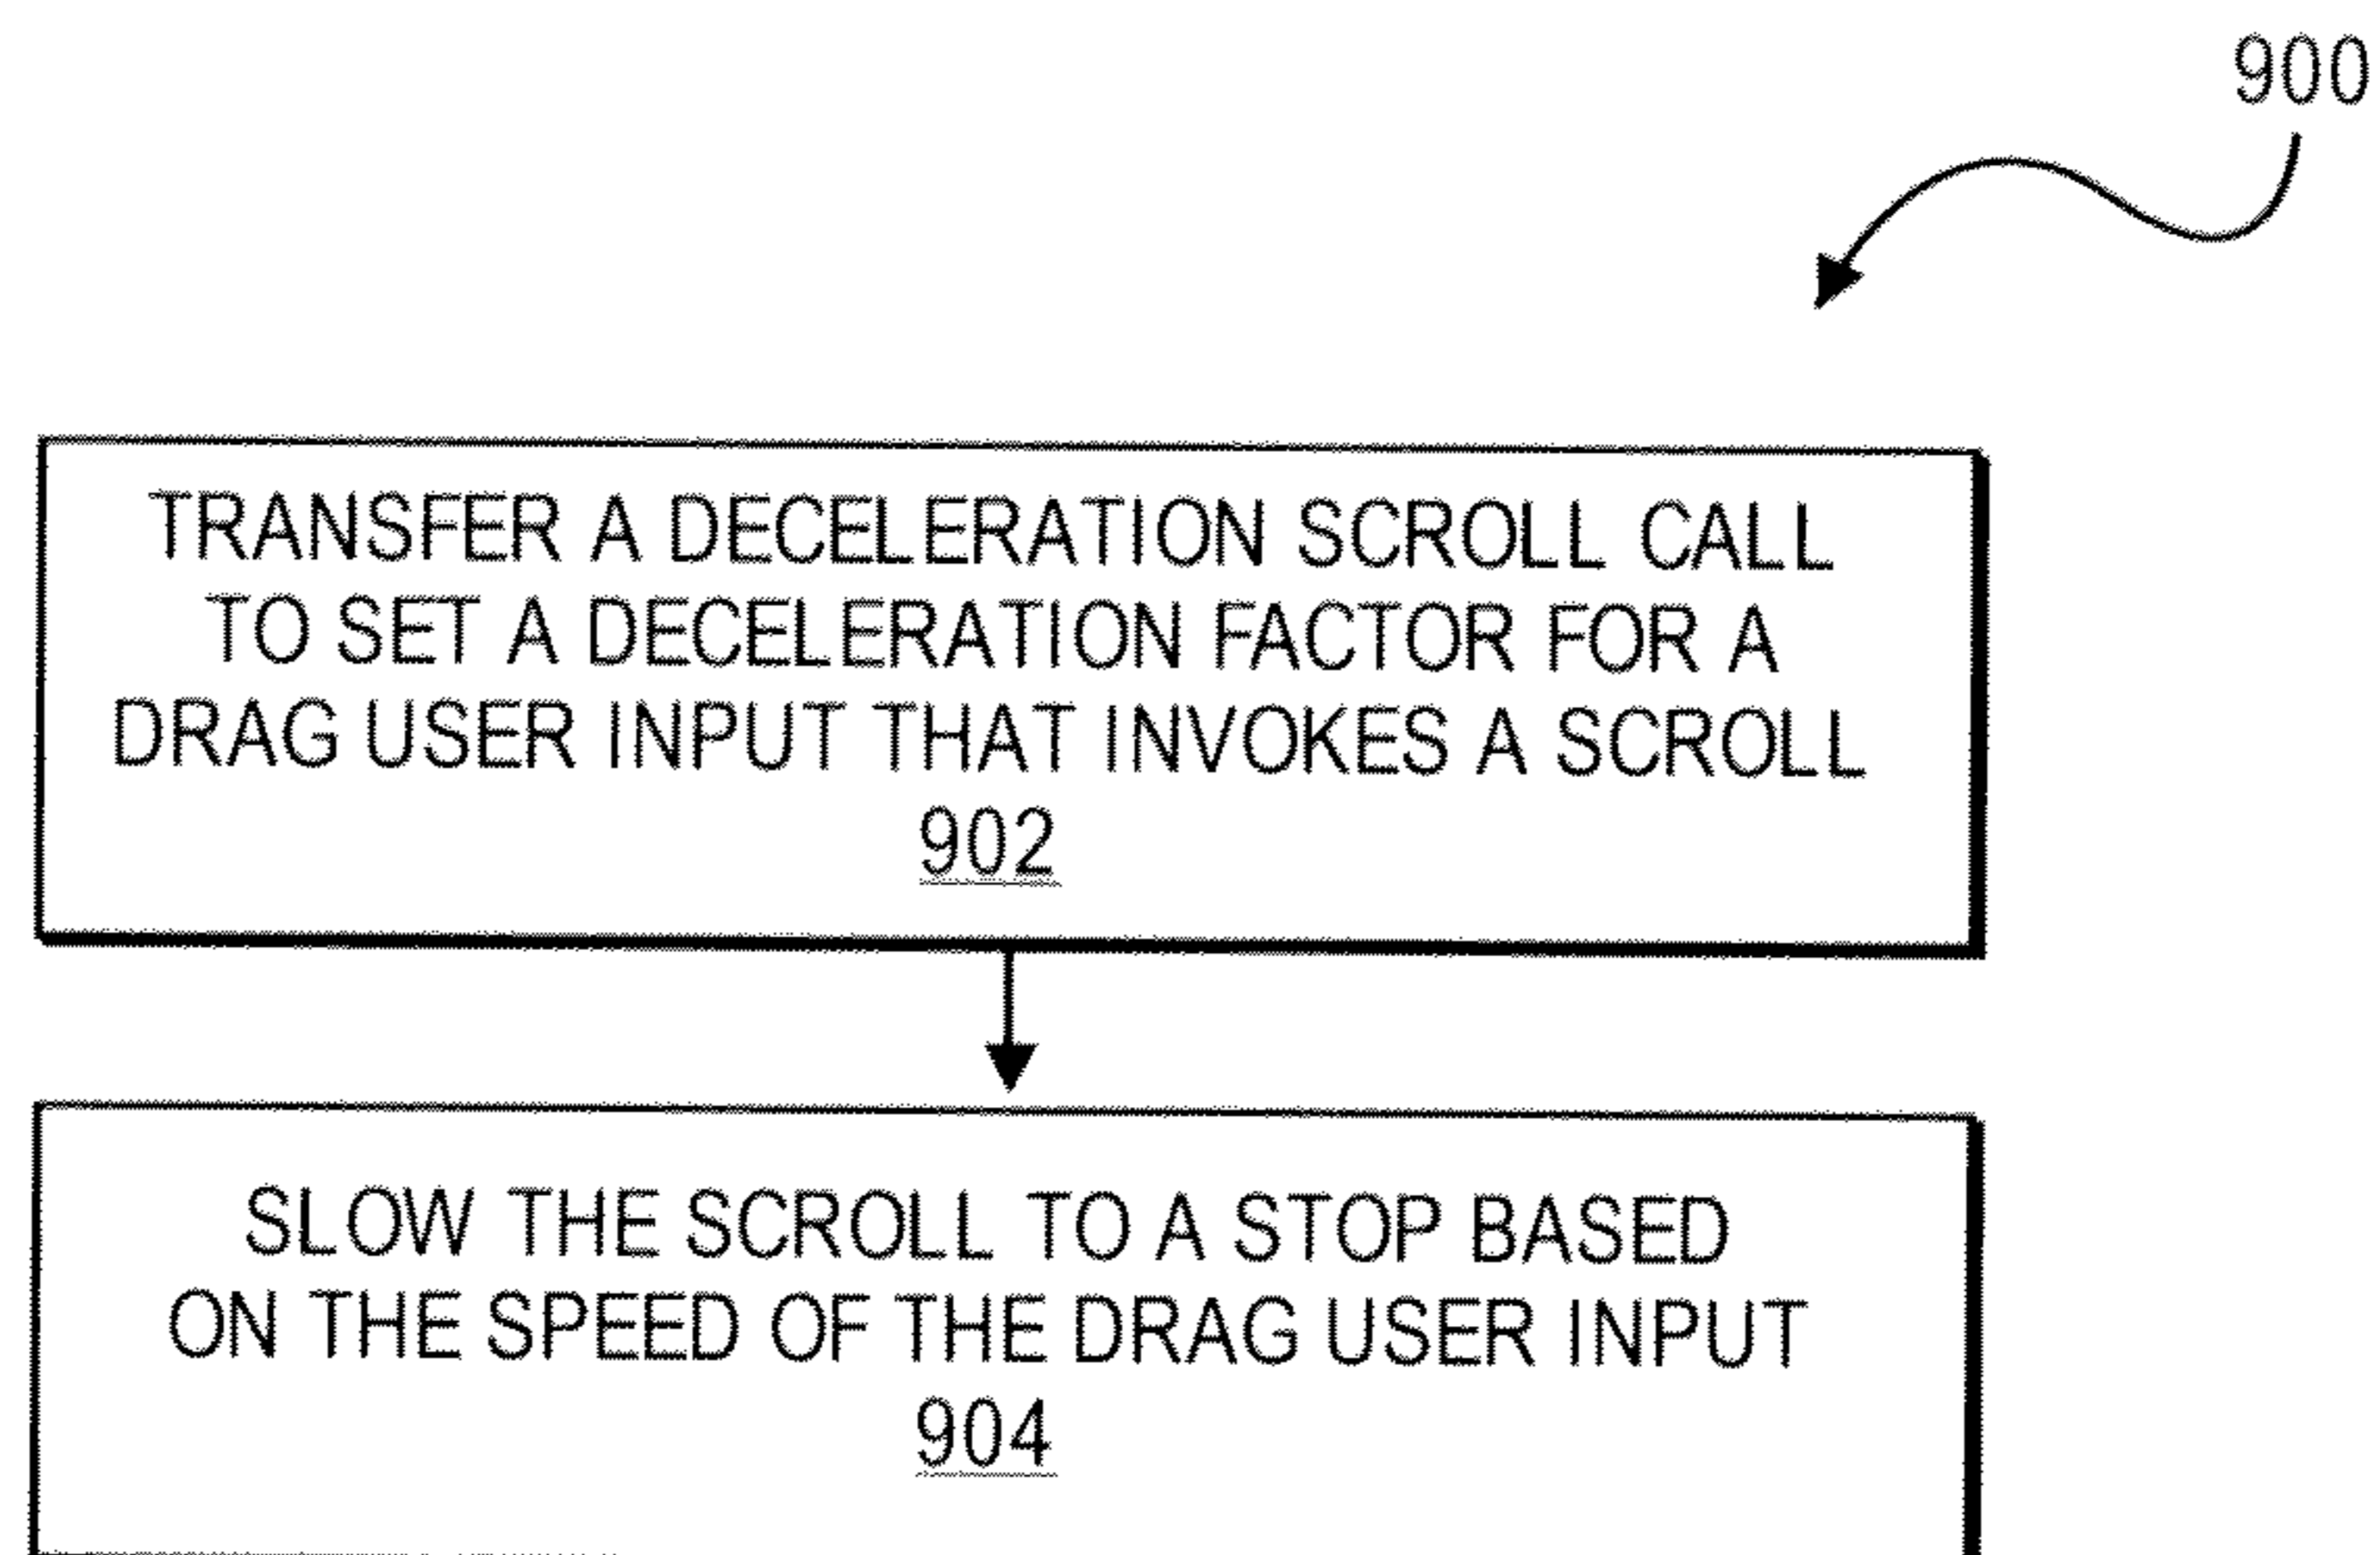 900
TRANSFER A DECELERATION SCROLL CALL
TO SET A DECELERATION FACTOR FOR A
DRAG USER INPUT THAT INVOKES A SCROLL
902
SLOW THE SCROLL TO A STOP BASED
ON THE SPEED OF THE DRAG USER INPUT
904